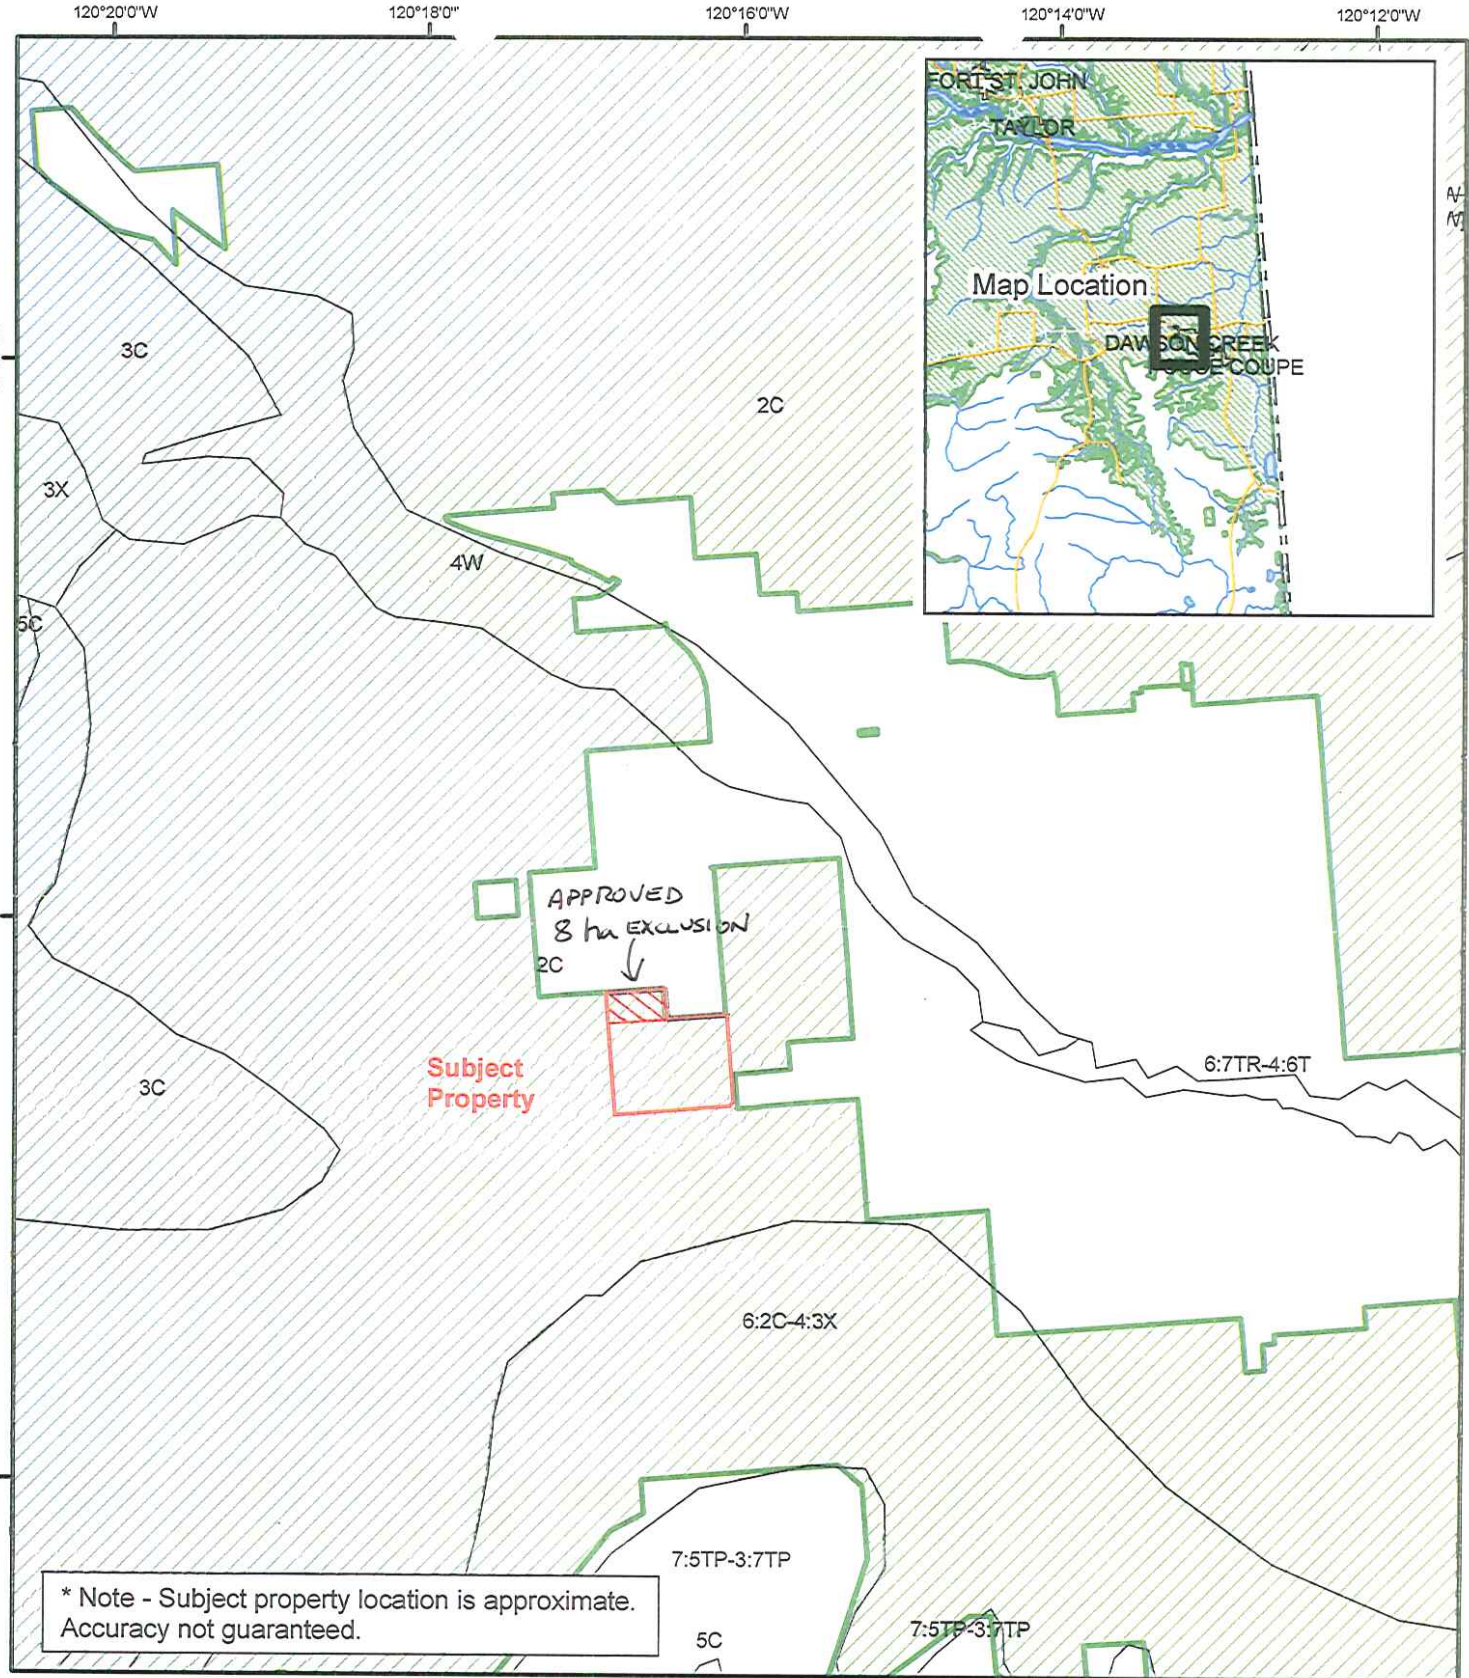 120°20'0"W 120°18'0" 120°16'0"W 120°14'0"W 120°12'0"W
FORT ST. JOHN
TAYLOR
Map Location
DAWSON CREEK
COUPE
3C
2C
3X
4W
5C
APPROVED
8 ha EXCLUSION
2C
Subject
Property
3C
6:7TR-4:6T
6:2C-4:3X
7:5TP-3:7TP
* Note - Subject property location is approximate.
Accuracy not guaranteed.
5C
7:5TP-3:7TP